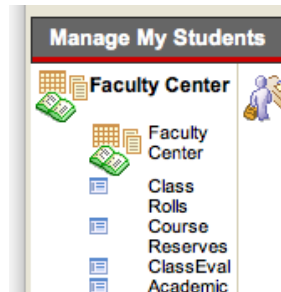 Manage My Students
Faculty Center
Faculty
Center
Class
Rolls
Course
Reserves
ClassEval
Academic